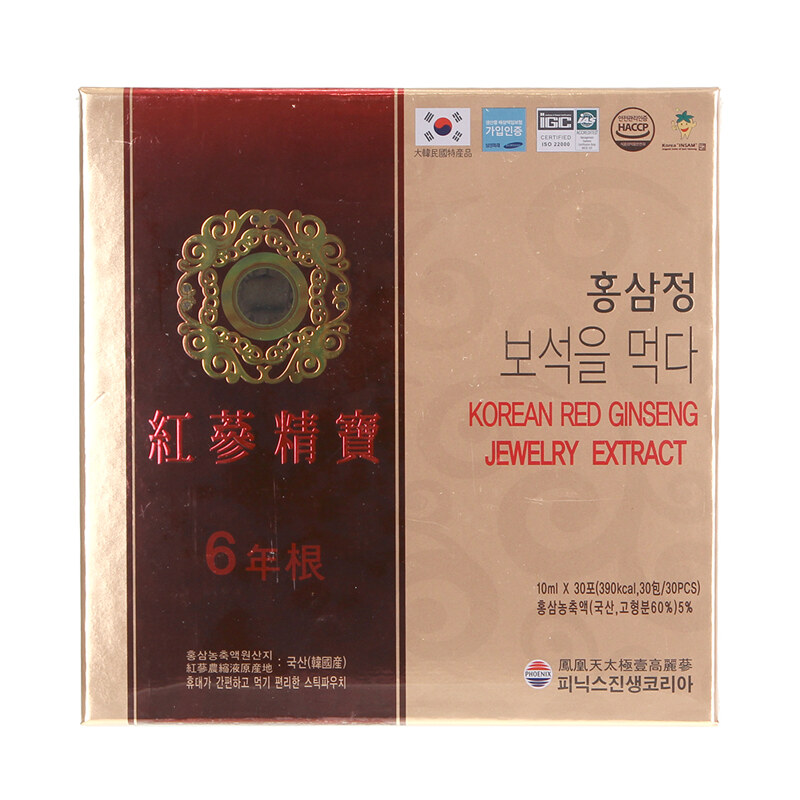 紅蔘精寶
6年根
홍삼농축액원산지
紅蔘農縮液原産地 : 국산(韓國産)
휴대가 간편하고 먹기 편리한 스틱파우치
大韓民國特産品
가입인증
IGC
CERTIFIED
ISO 22000
IAS
HACCP
Korea "INSAM"
홍삼정
보석을 먹다
KOREAN RED GINSENG
JEWELRY EXTRACT
10ml X 30포(390kcal,30包/30PCS)
홍삼농축액(국산,고형분60%)5%
PHOENIX
鳳凰天太極壹高麗蔘
피닉스진생코리아